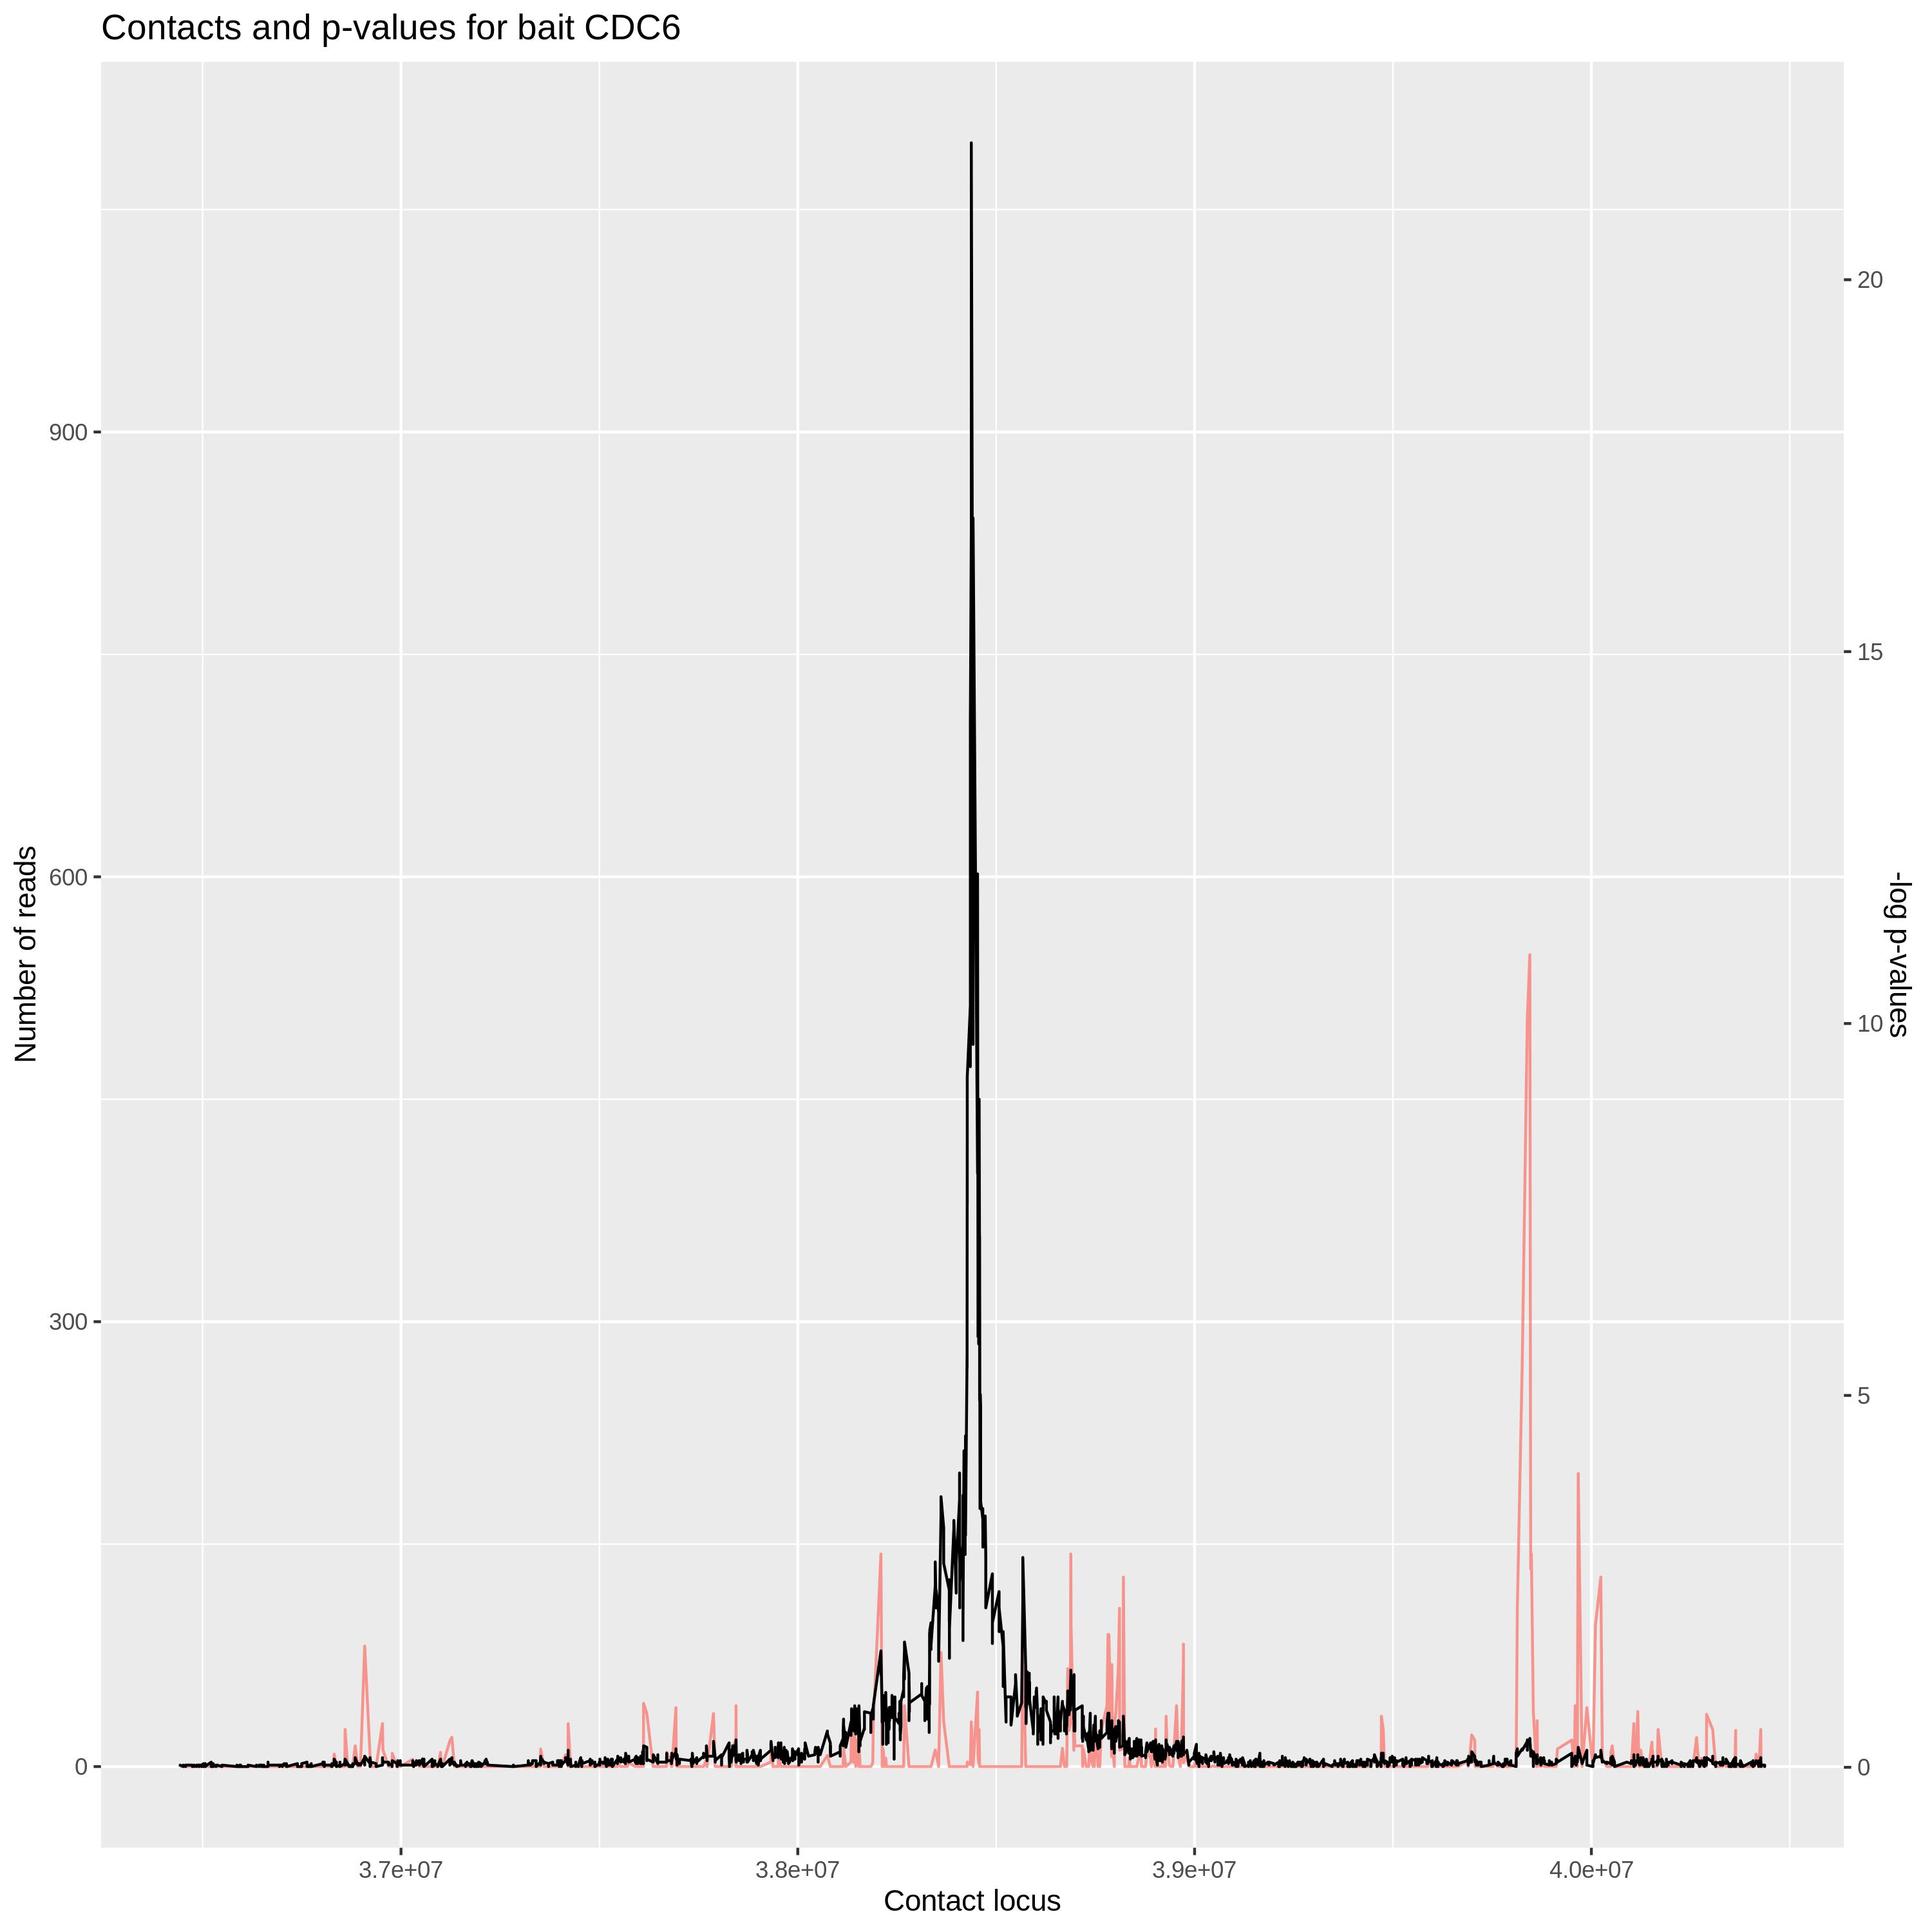 Contacts and p-values for bait CDC6
Number of reads
900
600
300
0
20
15
10
5
0
-log p-values
3.7e+07
3.8e+07
3.9e+07
4.0e+07
Contact locus